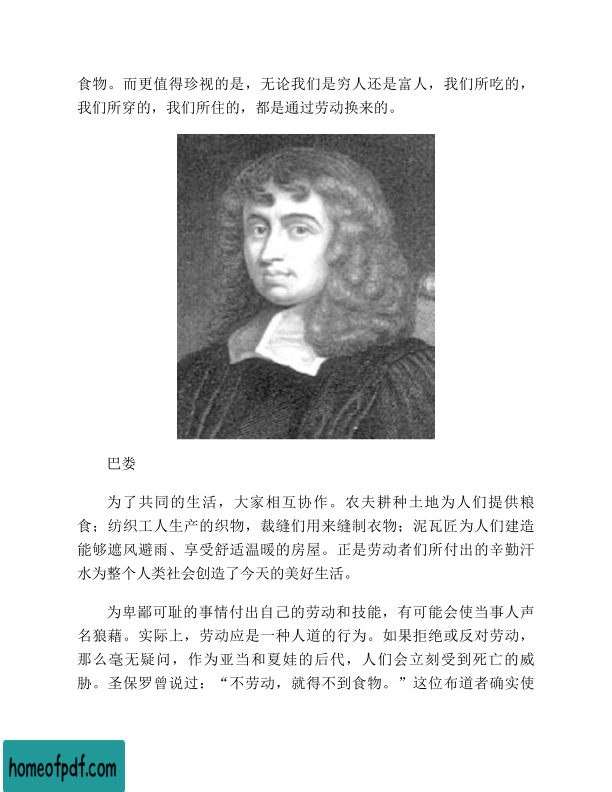 食物。而更值得珍视的是，无论我们是穷人还是富人，我们所吃的，
我们所穿的，我们所住的，都是通过劳动换来的。
巴娄
为了共同的生活，大家相互协作。农夫耕种土地为人们提供粮
食；纺织工人生产的织物，裁缝们用来缝制衣物；泥瓦匠为人们建造
能够遮风避雨、享受舒适温暖的房屋。正是劳动者们所付出的辛勤汗
水为整个人类社会创造了今天的美好生活。
为卑鄙可耻的事情付出自己的劳动和技能，有可能会使当事人声
名狼藉。实际上，劳动应是一种人道的行为。如果拒绝或反对劳动，
那么毫无疑问，作为亚当和夏娃的后代，人们会立刻受到死亡的威
胁。圣保罗曾说过：“不劳动，就得不到食物。”这位布道者确实使
homeofpdf.com